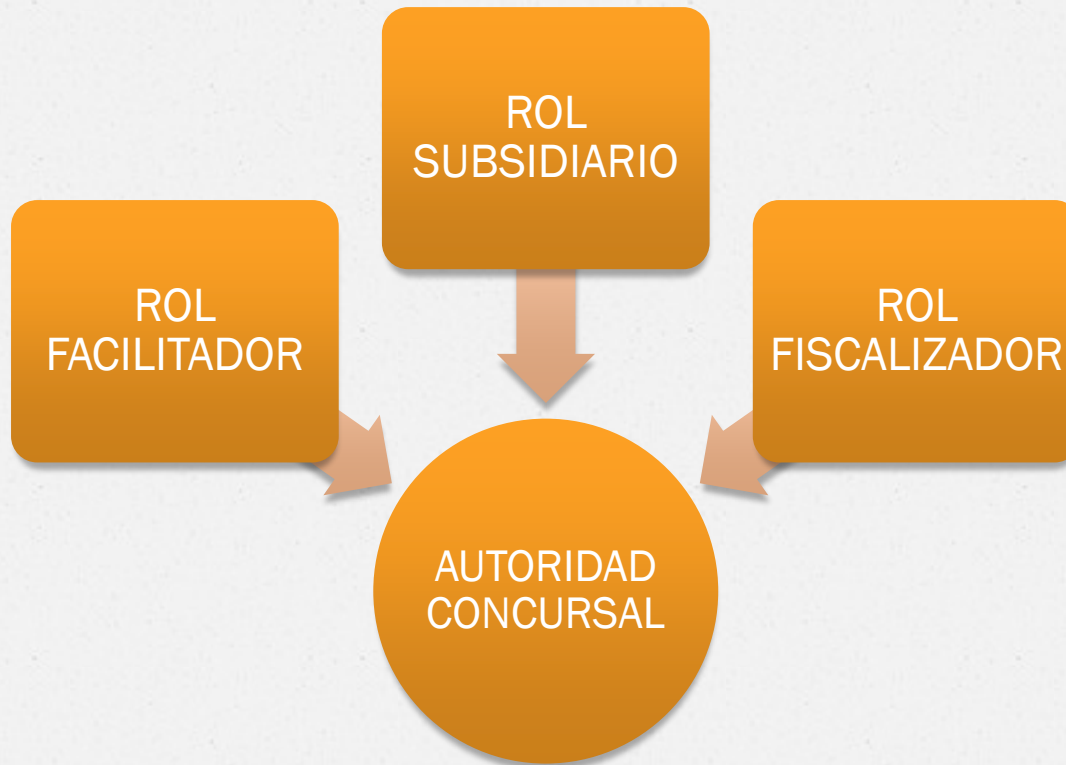 ROL
SUBSIDIARIO
ROL
FACILITADOR
ROL
FISCALIZADOR
AUTORIDAD
CONCURSAL